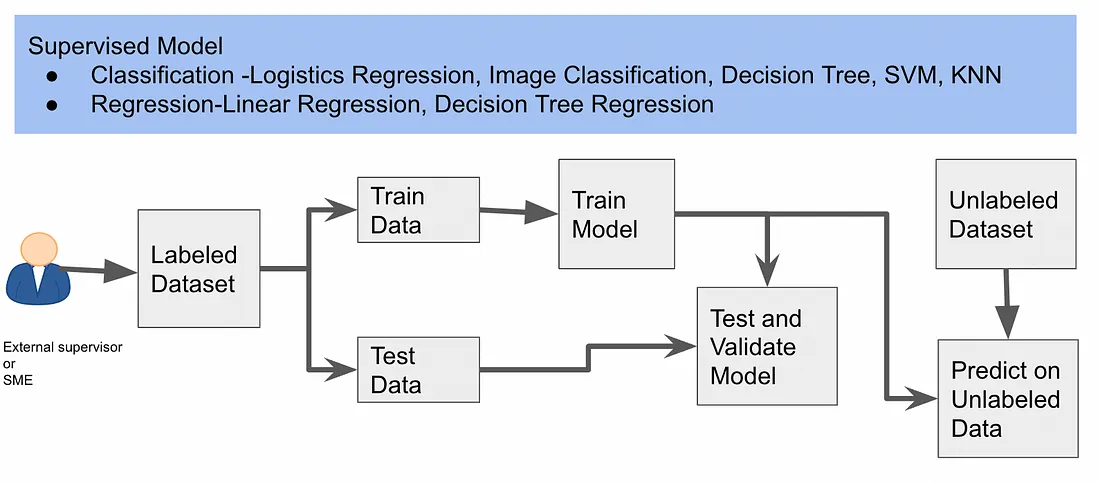 Supervised Model
● Classification -Logistics Regression, Image Classification, Decision Tree, SVM, KNN
● Regression-Linear Regression, Decision Tree Regression
Train
Data
Train
Model
Unlabeled
Dataset
Labeled
Dataset
External supervisor
or
SME
Test
Data
Test and
Validate
Model
Predict on
Unlabeled
Data